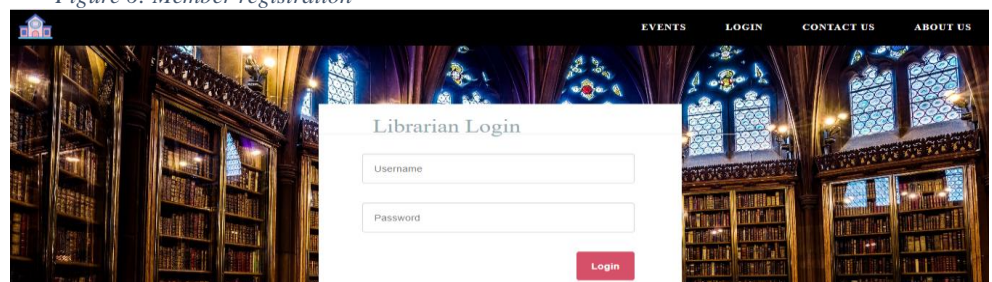 Figure 6: Member registration
EVENTS LOGIN CONTACT US ABOUT US
Librarian Login
Username
Password
Login